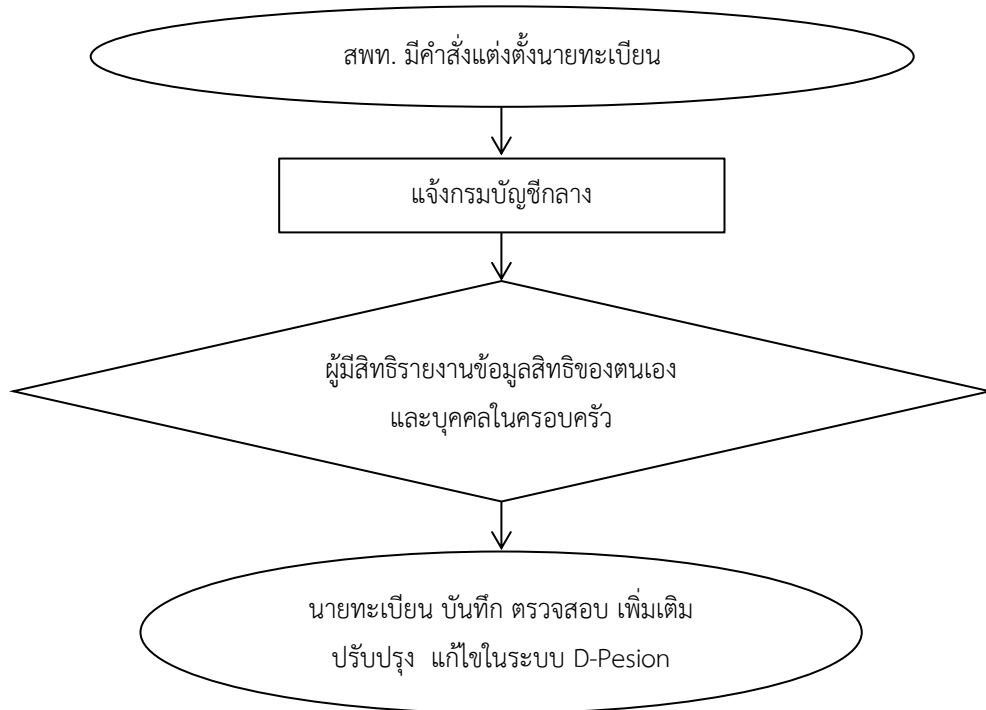 สพท. มีคำสั่งแต่งตั้งนายทะเบียน
แจ้งกรมบัญชีกลาง
ผู้มีสิทธิรายงานข้อมูลสิทธิของตนเอง
และบุคคลในครอบครัว
นายทะเบียน บันทึก ตรวจสอบ เพิ่มเติม
ปรับปรุง แก้ไขในระบบ D-Pesion